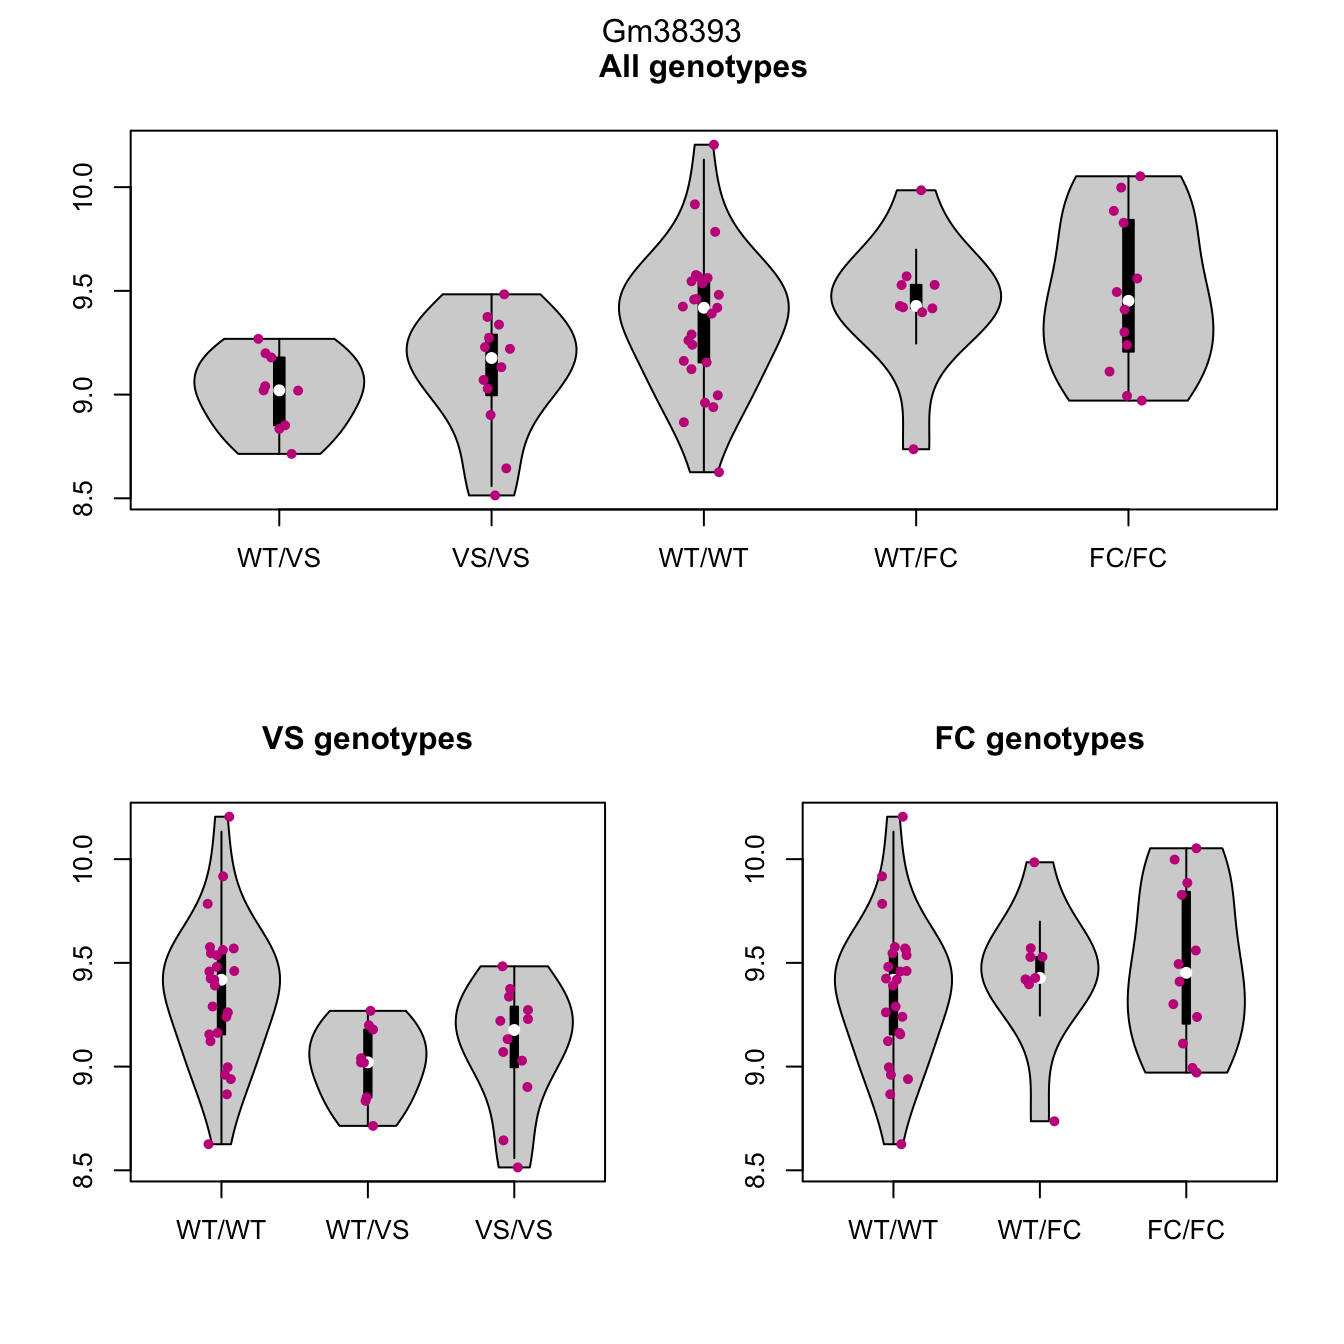 Gm38393
All genotypes
10.0
9.5
9.0
8.5
WT/VS VS/VS WT/WT WT/FC FC/FC
VS genotypes
10.0
9.5
9.0
8.5
WT/WT WT/VS VS/VS
FC genotypes
10.0
9.5
9.0
8.5
WT/WT WT/FC FC/FC